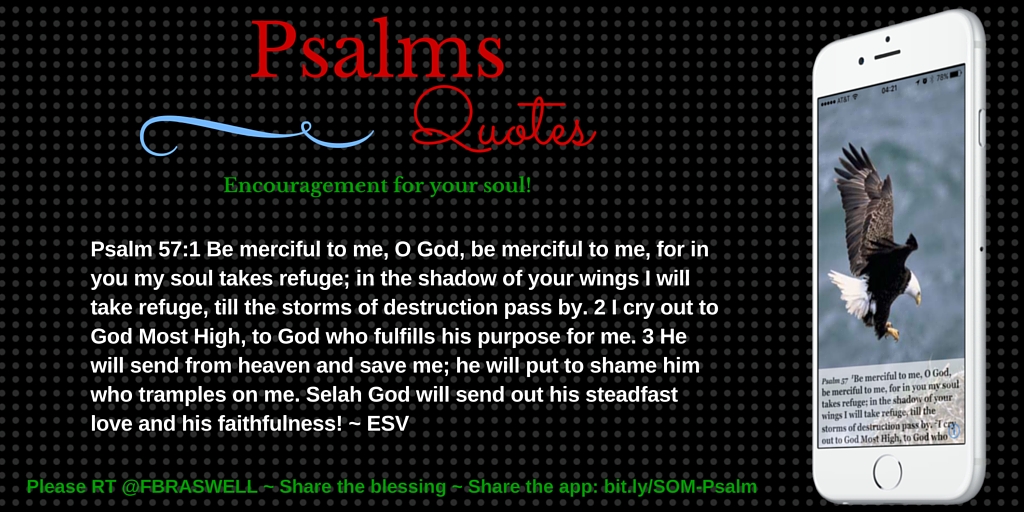 Psalms
Quotes
Encouragement for your soul!
Psalm 57:1 Be merciful to me, O God, be merciful to me, for in
you my soul takes refuge; in the shadow of your wings I will
take refuge, till the storms of destruction pass by. 2 I cry out to
God Most High, to God who fulfills his purpose for me. 3 He
will send from heaven and save me; he will put to shame him
who tramples on me. Selah God will send out his steadfast
love and his faithfulness! ~ ESV
Please RT @FBRASWELL ~ Share the blessing ~ Share the app: bit.ly/SOM-Psalm
AT&T 04:21 78%
Psalm 57 ¹Be merciful to me, O God,
be merciful to me, for in you my soul
takes refuge; in the shadow of your
wings I will take refuge, till the
storms of destruction pass by. ²I cry
out to God Most High, to God who